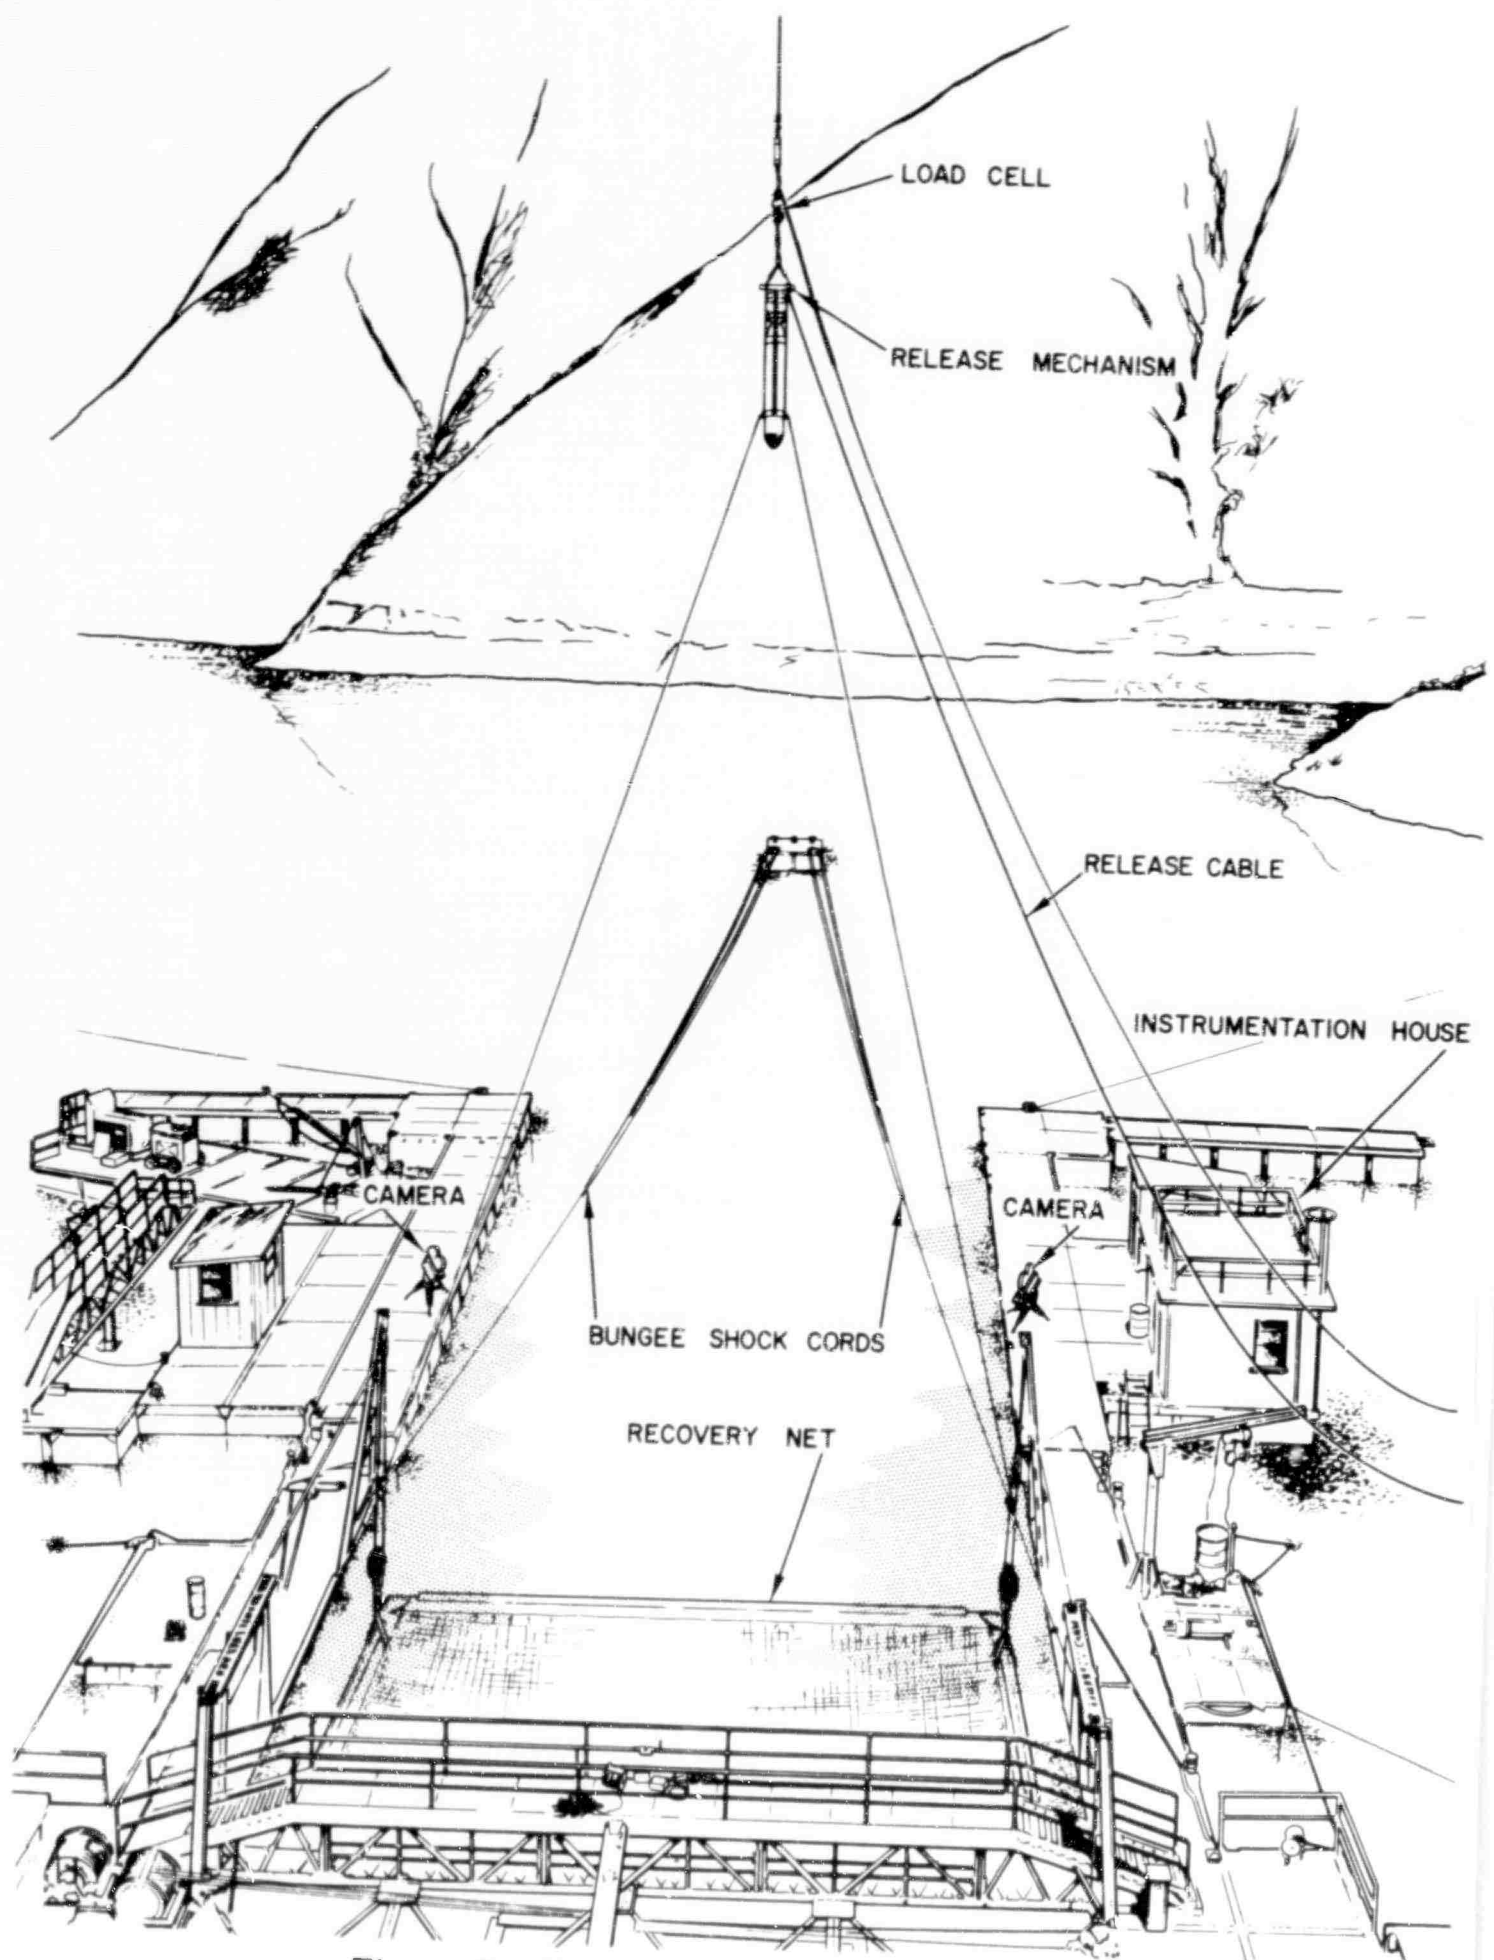 LOAD CELL
RELEASE MECHANISM
RELEASE CABLE
INSTRUMENTATION HOUSE
CAMERA
CAMERA
BUNGEE SHOCK CORDS
RECOVERY NET